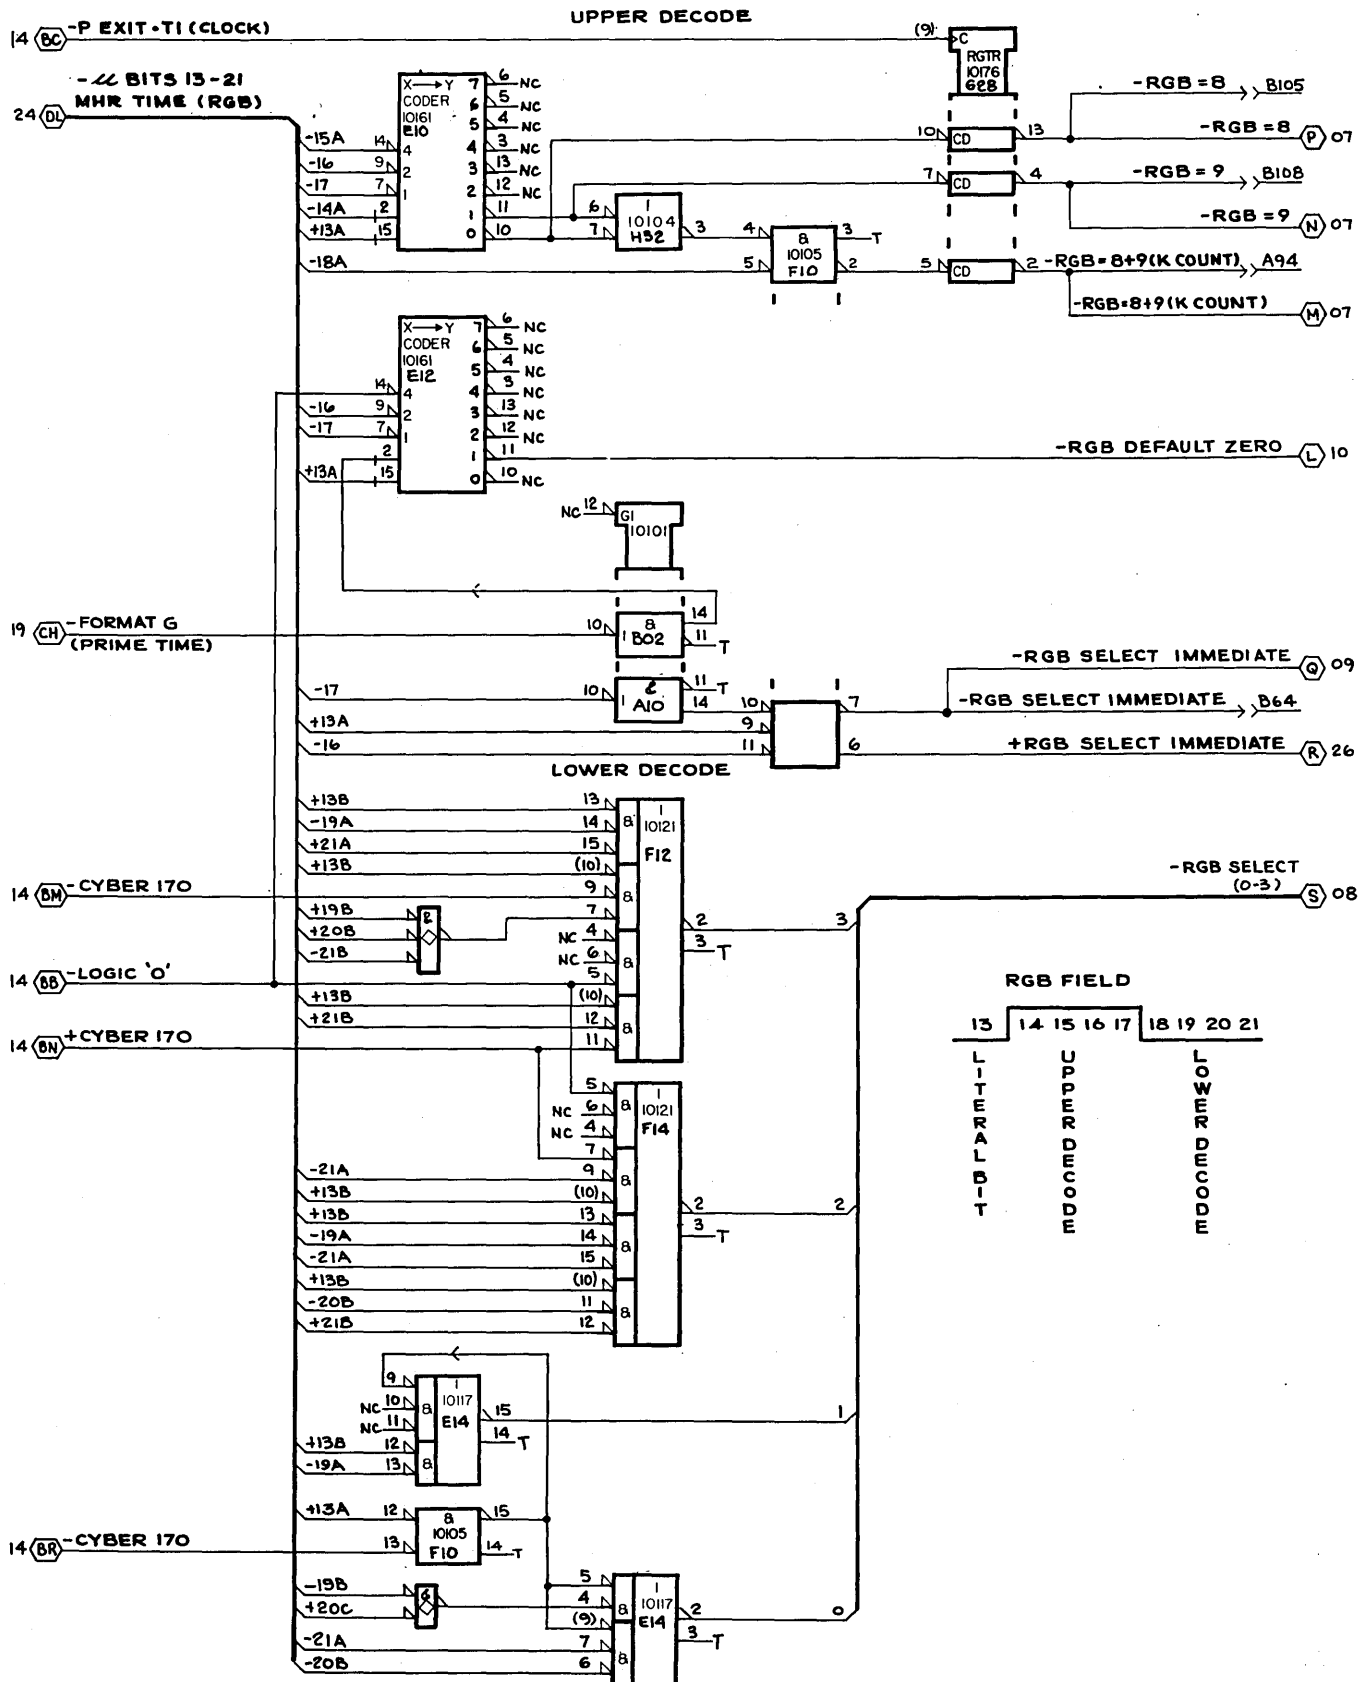 UPPER DECODE
14 BC -P EXIT•T1 (CLOCK) (9) C
RGTR
10176
G28
-µ BITS 13-21
MHR TIME (RGB)
24 DL
X→Y 7 6 NC
CODER 6 5 NC
10161 5 4 NC
E10
-15A 14 4 4 3 NC
-16 9 2 3 13 NC
-17 7 1 2 12 NC
-14A 2 1 11
+13A 15 0 10
6 1
7 10104 3
H32
-18A
4 & 3 T
5 10105 2
F10
10 CD 13
7 CD 4
5 CD 2
-RGB=8 B105
-RGB=8 P 07
-RGB=9 B108
-RGB=9 N 07
-RGB=8+9(K COUNT) A94
-RGB=8+9(K COUNT) M 07
X→Y 7 6 NC
CODER 6 5 NC
10161 5 4 NC
E12
14 4 4 3 NC
-16 9 2 3 13 NC
-17 7 1 2 12 NC
2 1 11
+13A 15 0 10 NC
-RGB DEFAULT ZERO L 10
NC 12 G1
10101
19 CH -FORMAT G
(PRIME TIME)
10 1 & 14
B02 11 T
-17 10 1 & 11 T
A10 14
10 7
+13A 9
-16 11 6
-RGB SELECT IMMEDIATE Q 09
-RGB SELECT IMMEDIATE B64
+RGB SELECT IMMEDIATE R 26
LOWER DECODE
+13B 13
-19A 14 & 1
+21A 15 10121
+13B (10) F12
14 BM -CYBER 170 9 &
+19B & 7
+20B NC 4 2 3
-21B NC 6 & 3 T
14 BB -LOGIC '0' 5
+13B (10)
+21B 12 &
14 BN +CYBER 170 11
-RGB SELECT
(0-3)
S 08
RGB FIELD
13 14 15 16 17 18 19 20 21
LITERAL BIT
UPPER DECODE
LOWER DECODE
5 & 1
NC 6 10121
NC 4 F14
7
-21A 9 &
+13B (10) 2 2
+13B 13 3 T
-19A 14 &
-21A 15
+13B (10)
-20B 11 &
+21B 12
9 1
NC 10 & 10117 15 1
NC 11 E14 14 T
+13B 12
-19A 13 &
+13A 12 & 15
10105
14 BR -CYBER 170 13 F10 14 T
-19B 5 1
+20C 4 & 10117 2 0
(9) E14 3 T
-21A 7
-20B 6 &